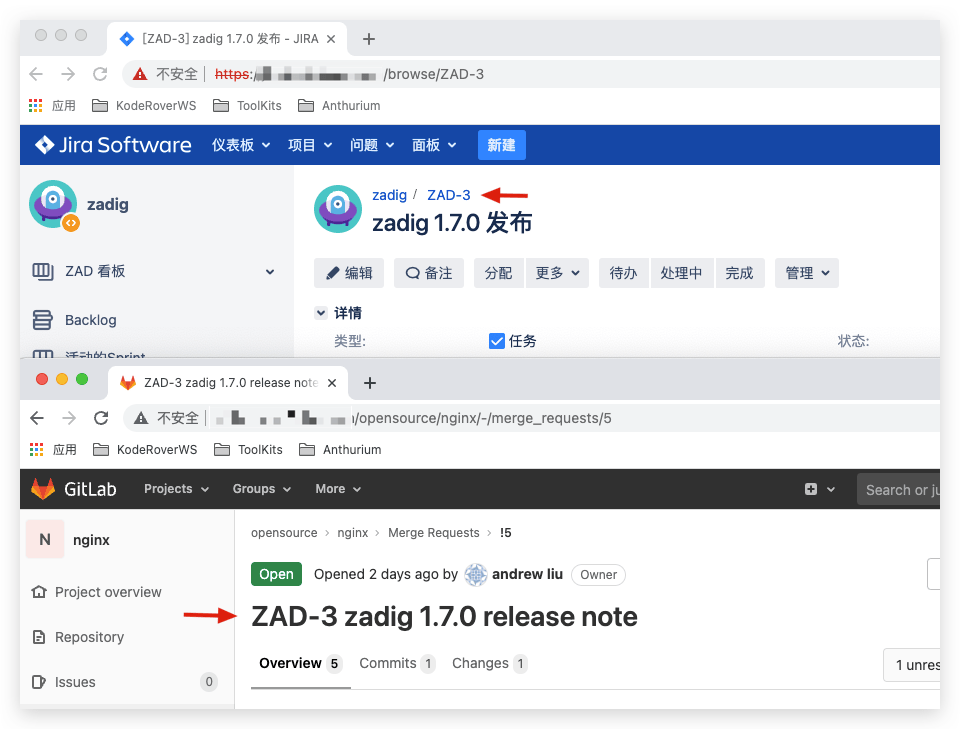 [ZAD-3] zadig 1.7.0 发布 - JIRA
不安全 https:/ /browse/ZAD-3
应用 KodeRoverWS ToolKits Anthurium
Jira Software 仪表板 项目 问题 面板 新建
zadig
zadig / ZAD-3
zadig 1.7.0 发布
ZAD 看板
编辑 备注 分配 更多 待办 处理中 完成 管理
Backlog
详情
类型: 任务 状态:
活动的Sprint
ZAD-3 zadig 1.7.0 release note
不安全 /opensource/nginx/-/merge_requests/5
应用 KodeRoverWS ToolKits Anthurium
GitLab Projects Groups More Search or ju
N nginx
opensource › nginx › Merge Requests › !5
Open Opened 2 days ago by andrew liu Owner
Project overview
ZAD-3 zadig 1.7.0 release note
Repository
Overview 5 Commits 1 Changes 1
1 unres
Issues 0